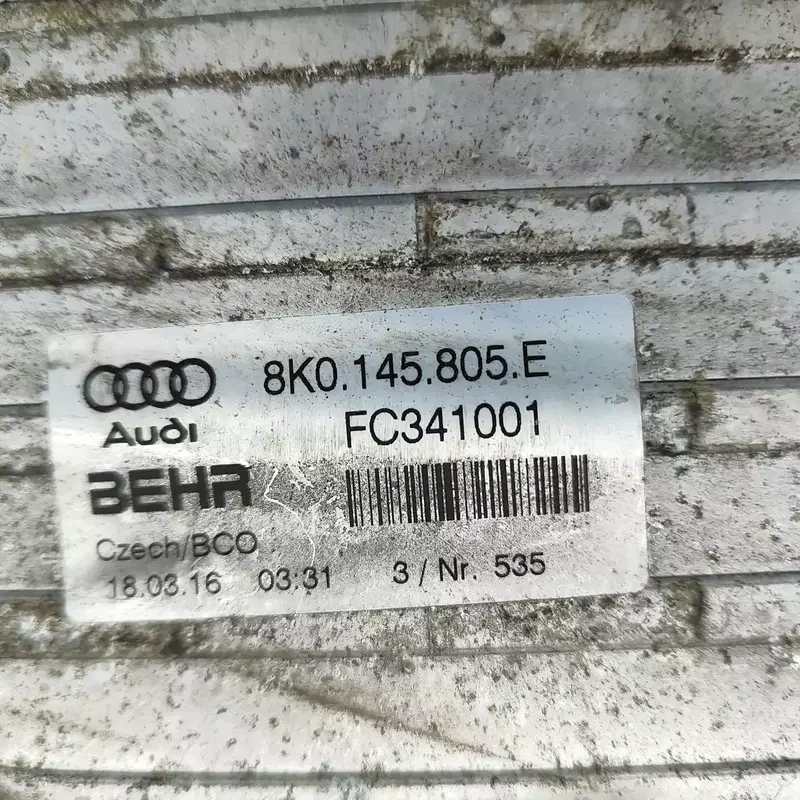 8K0.145.805.E
Audi
FC341001
BEHR
Czech/BCO
18.03.16 03:31 3 / Nr. 535